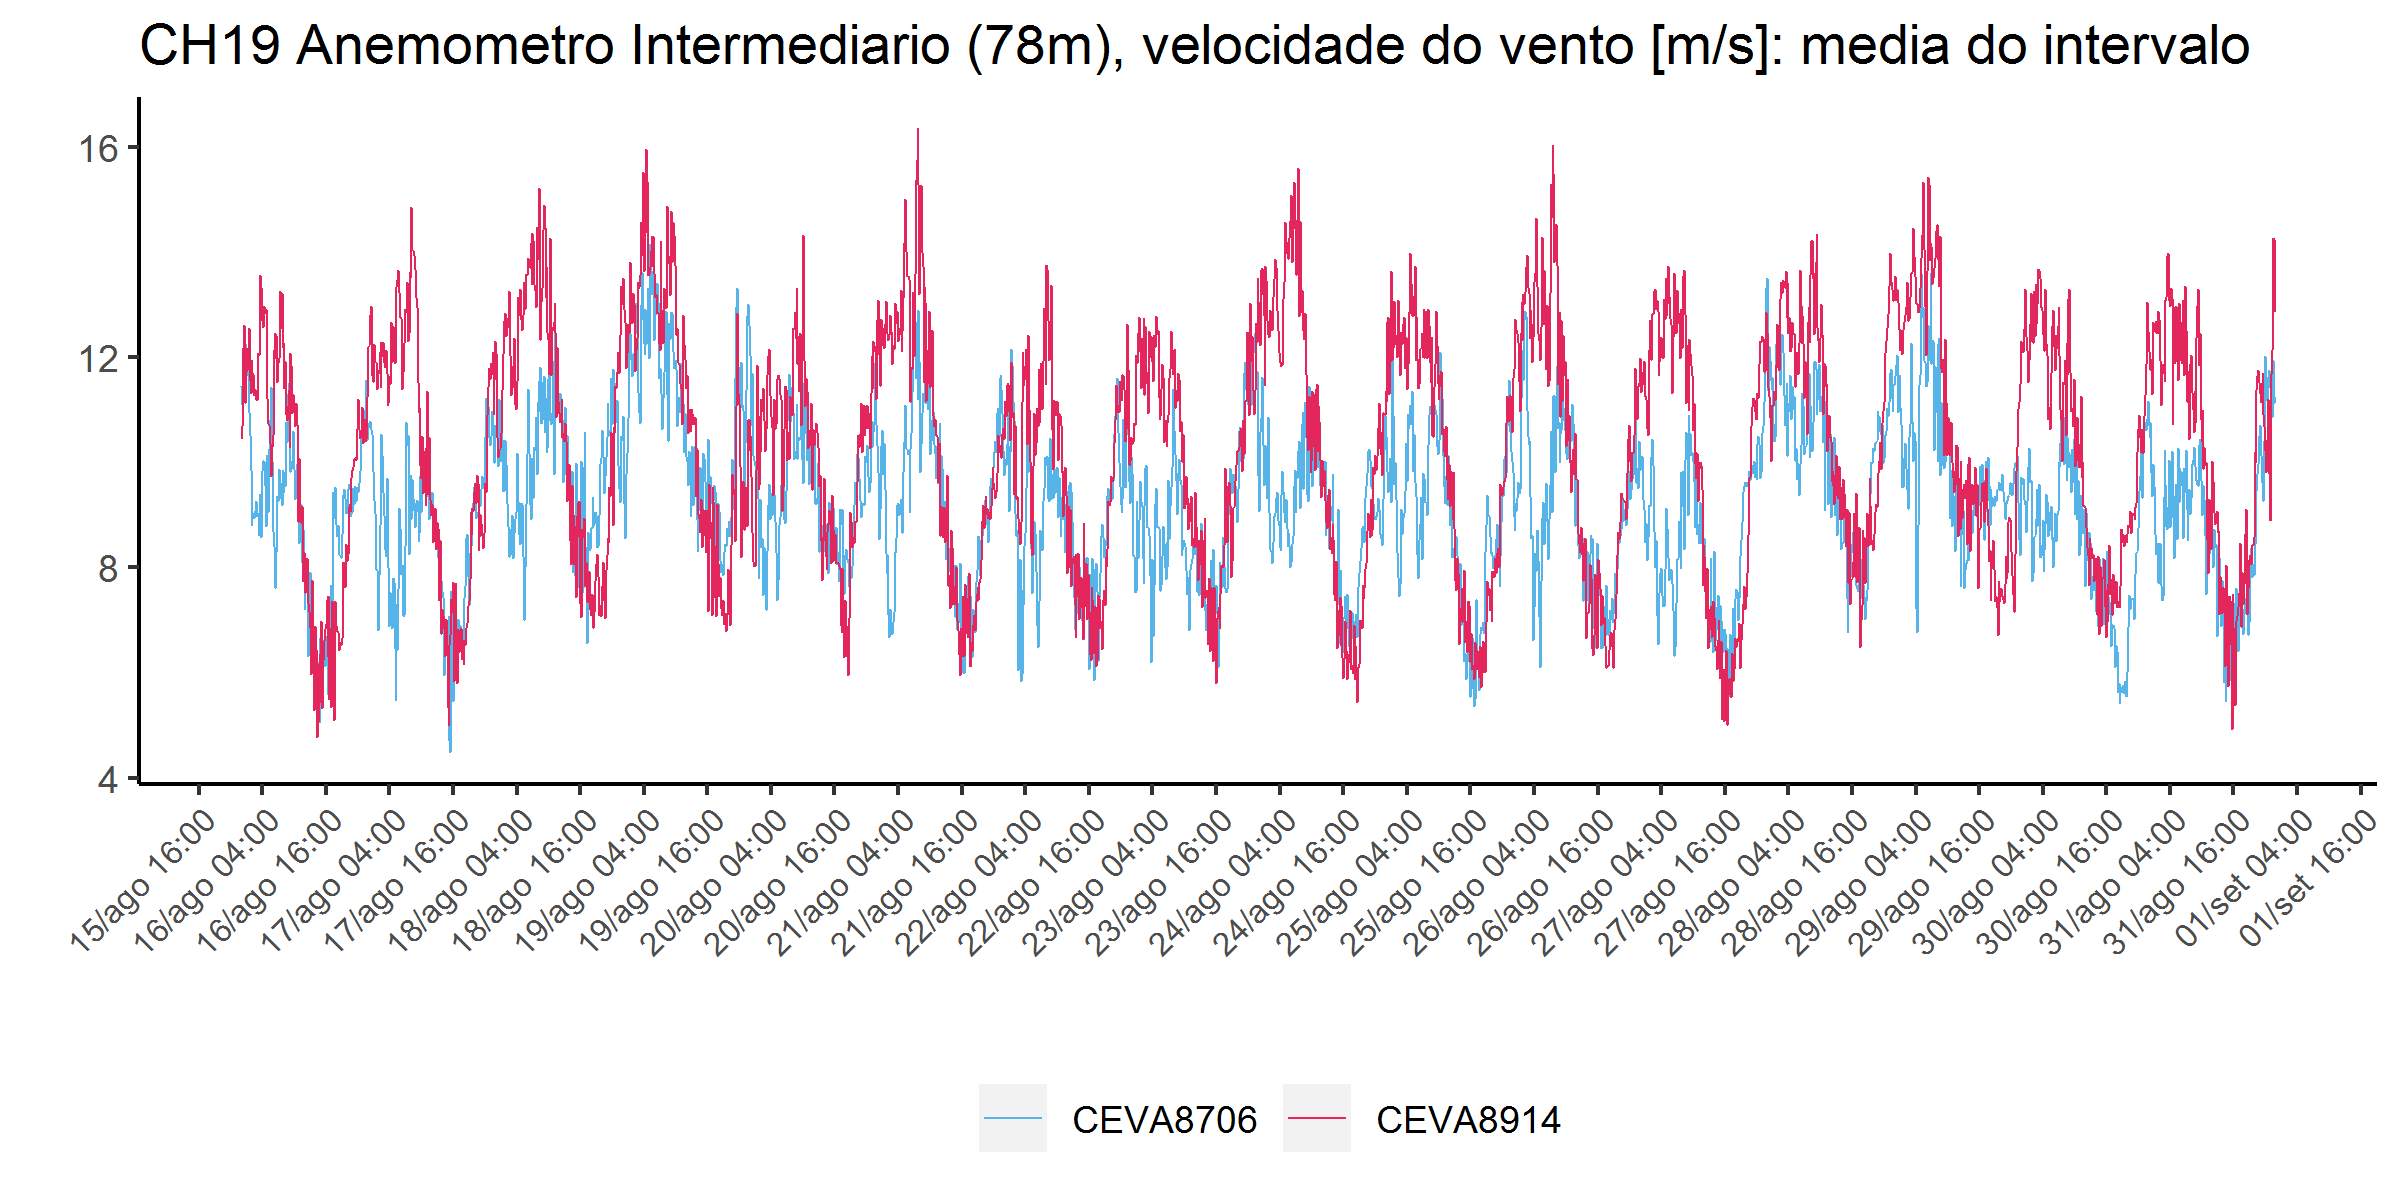 CH19 Anemometro Intermediario (78m), velocidade do vento [m/s]: media do intervalo
16
12
8
4
15/ago 16:00
16/ago 04:00
16/ago 16:00
17/ago 04:00
17/ago 16:00
18/ago 04:00
18/ago 16:00
19/ago 04:00
19/ago 16:00
20/ago 04:00
20/ago 16:00
21/ago 04:00
21/ago 16:00
22/ago 04:00
22/ago 16:00
23/ago 04:00
23/ago 16:00
24/ago 04:00
24/ago 16:00
25/ago 04:00
25/ago 16:00
26/ago 04:00
26/ago 16:00
27/ago 04:00
27/ago 16:00
28/ago 04:00
28/ago 16:00
29/ago 04:00
29/ago 16:00
30/ago 04:00
30/ago 16:00
31/ago 04:00
31/ago 16:00
01/set 04:00
01/set 16:00
CEVA8706
CEVA8914